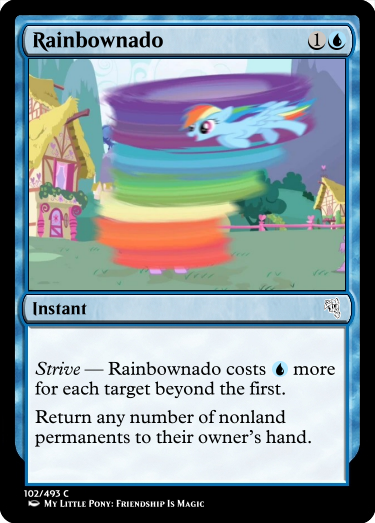 Rainbownado 1
Instant
Strive — Rainbownado costs more
for each target beyond the first.
Return any number of nonland
permanents to their owner's hand.
102/493 C
My Little Pony: Friendship Is Magic